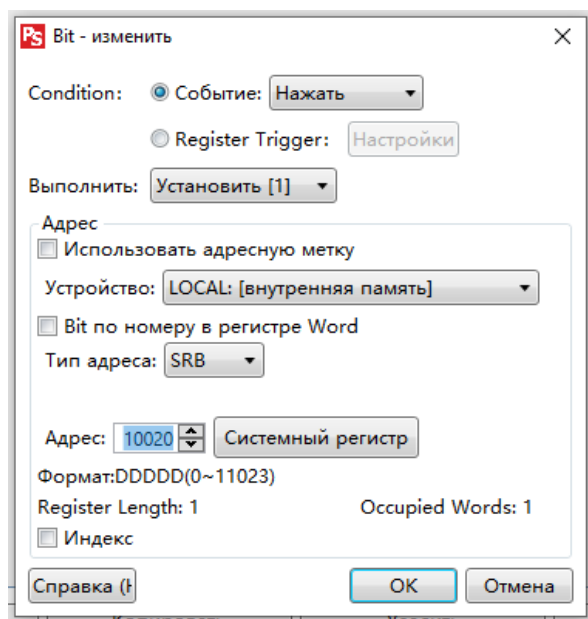 PS Bit - изменить
Condition: Событие: Нажать
Register Trigger: Настройки
Выполнить: Установить [1]
Адрес
Использовать адресную метку
Устройство: LOCAL: [внутренняя память]
Bit по номеру в регистре Word
Тип адреса: SRB
Адрес: 10020 Системный регистр
Формат:DDDDD(0~11023)
Register Length: 1 Occupied Words: 1
Индекс
Справка (H OK Отмена